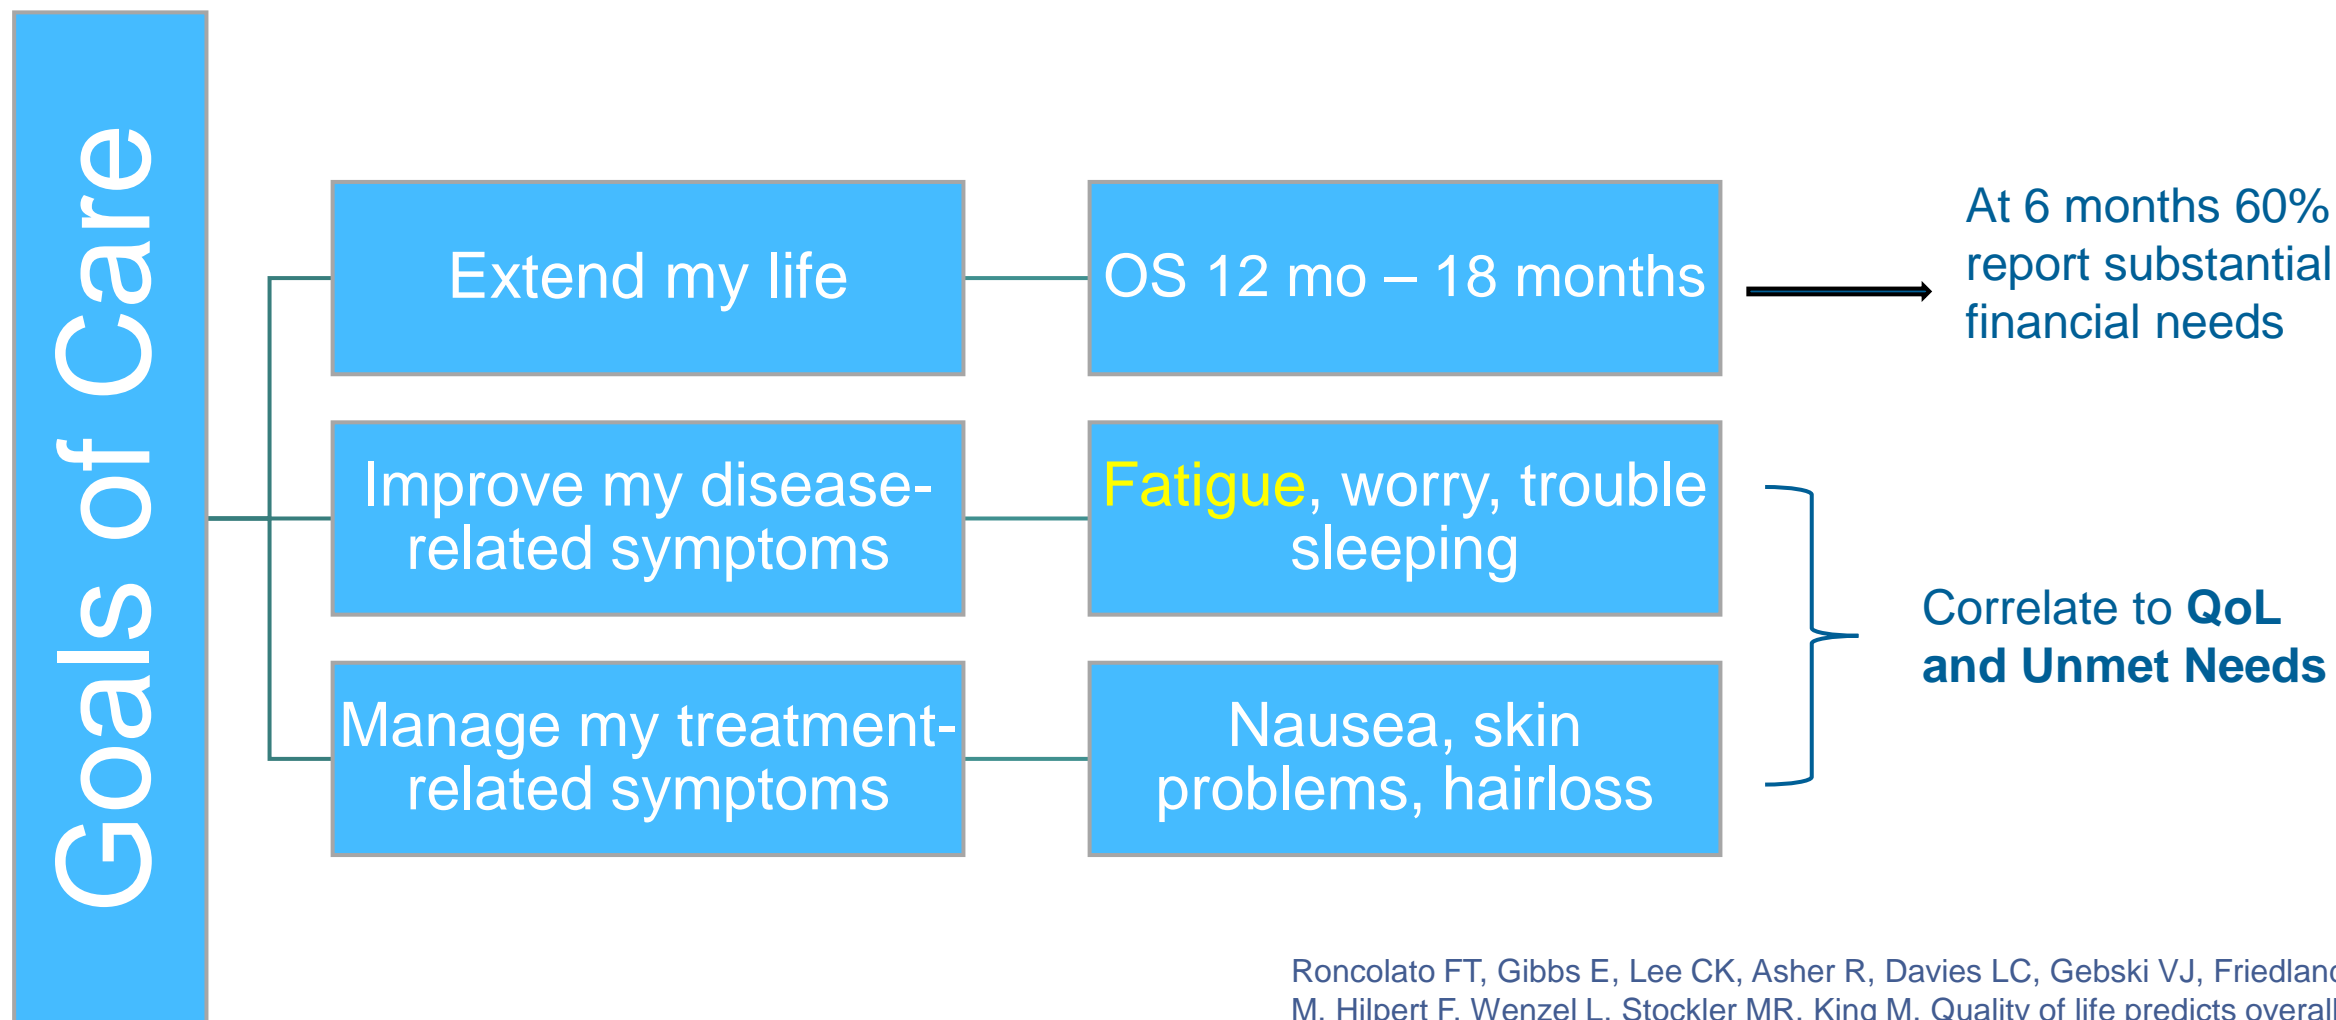 Goals of Care
Extend my life
OS 12 mo – 18 months
At 6 months 60%
report substantial
financial needs
Improve my disease-
related symptoms
Fatigue, worry, trouble
sleeping
Manage my treatment-
related symptoms
Nausea, skin
problems, hairloss
Correlate to QoL
and Unmet Needs
Roncolato FT, Gibbs E, Lee CK, Asher R, Davies LC, Gebski VJ, Friedland
M, Hilpert F, Wenzel L, Stockler MR, King M. Quality of life predicts overall